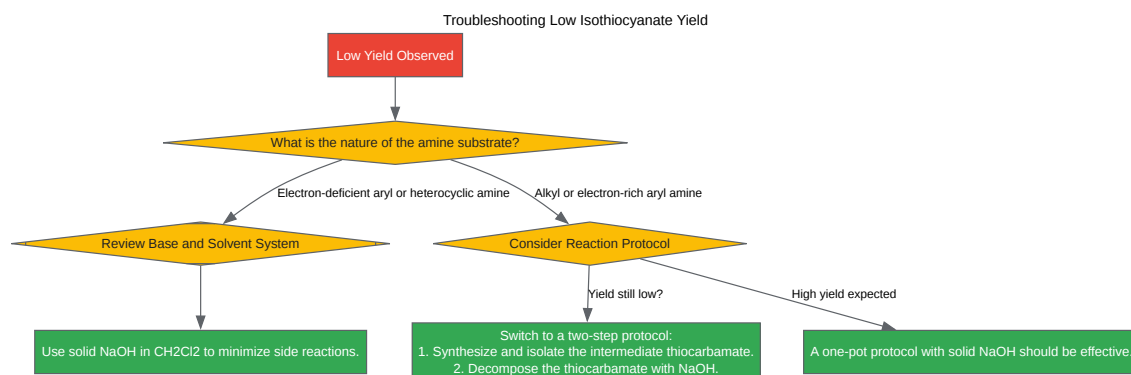 Troubleshooting Low Isothiocyanate Yield
Low Yield Observed
What is the nature of the amine substrate?
Electron-deficient aryl or heterocyclic amine
Alkyl or electron-rich aryl amine
Review Base and Solvent System
Consider Reaction Protocol
Yield still low?
High yield expected
Use solid NaOH in CH2Cl2 to minimize side reactions.
Switch to a two-step protocol:
1. Synthesize and isolate the intermediate thiocarbamate.
2. Decompose the thiocarbamate with NaOH.
A one-pot protocol with solid NaOH should be effective.